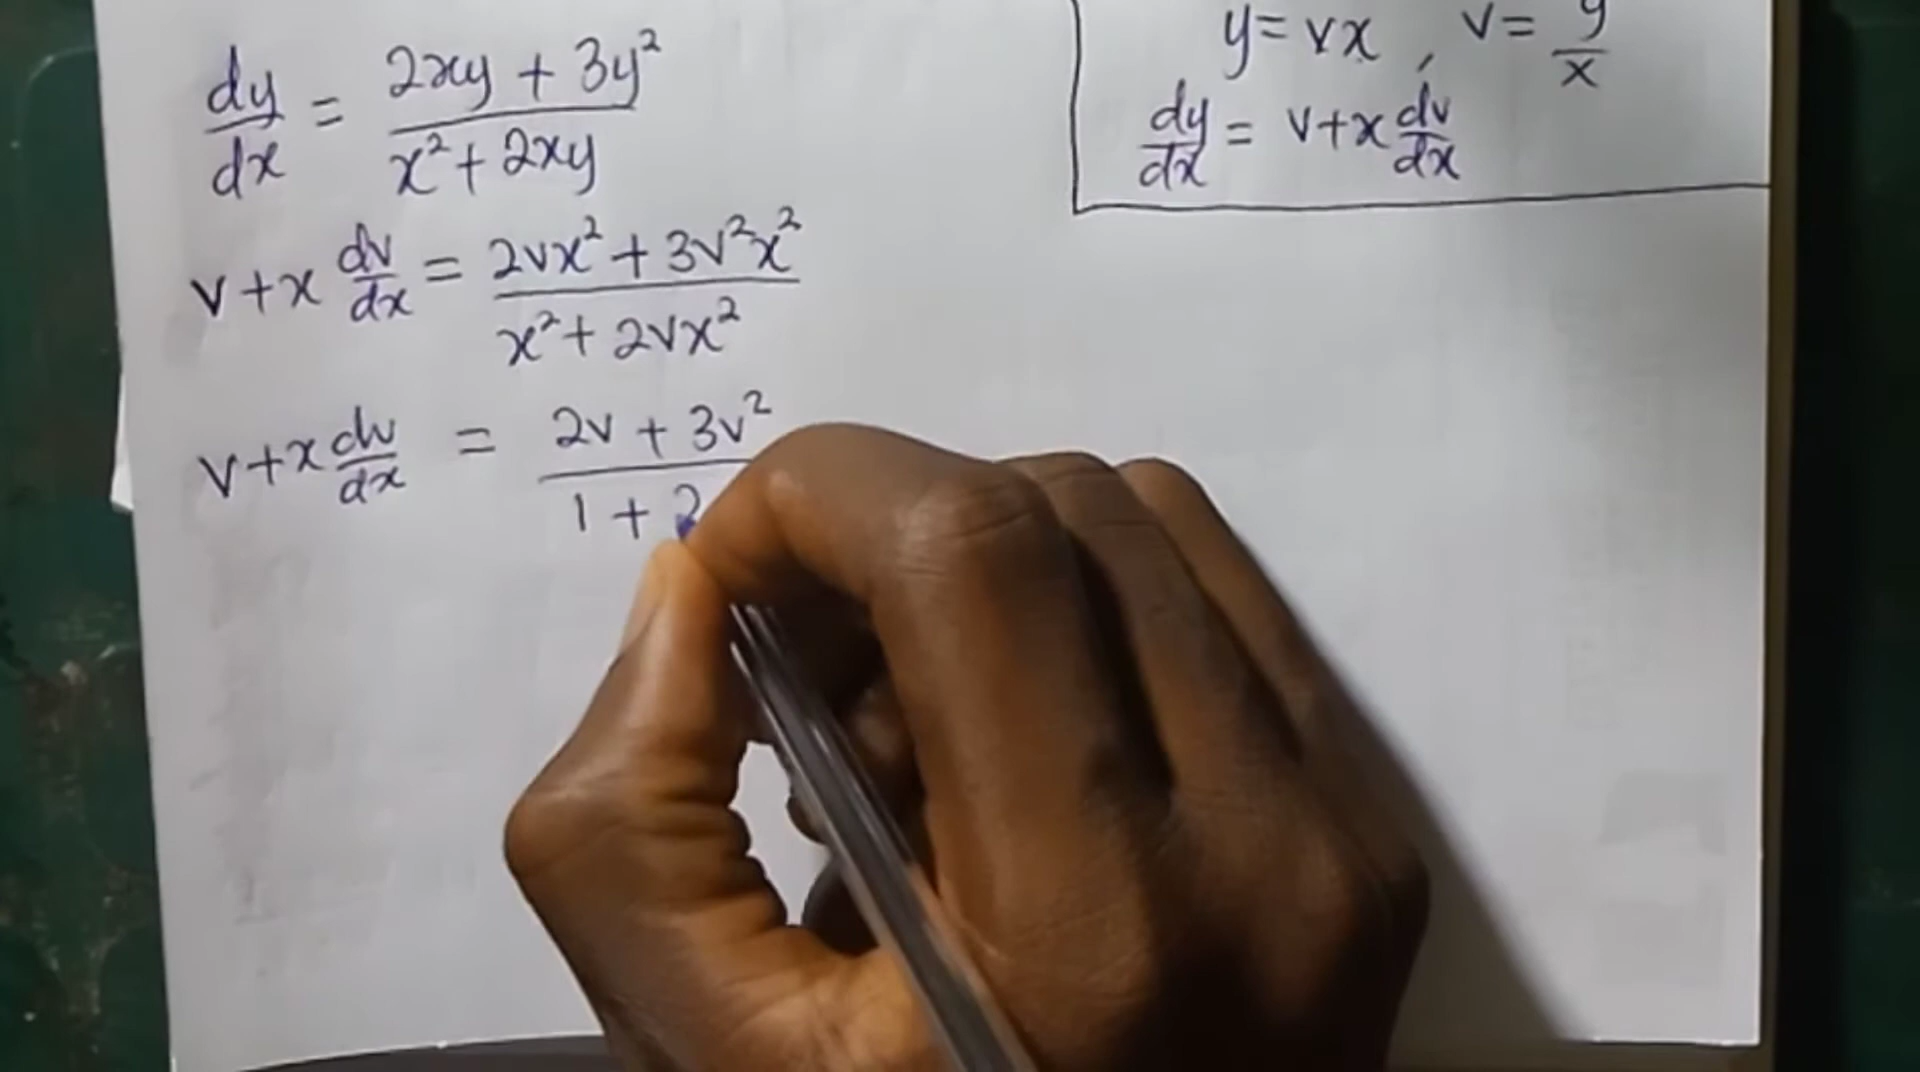 dy/dx = (2xy + 3y²)/(x² + 2xy)
v+x dv/dx = (2vx² + 3v²x²)/(x² + 2vx²)
v+x dv/dx = (2v + 3v²)/(1 + 2
y = vx , v = y/x
dy/dx = v+x dv/dx